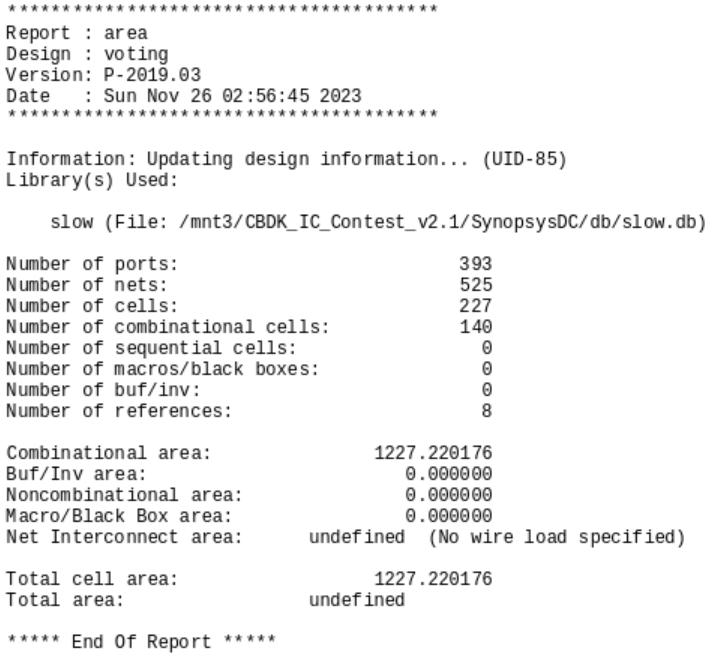 ****************************************
Report : area
Design : voting
Version: P-2019.03
Date   : Sun Nov 26 02:56:45 2023
****************************************
Information: Updating design information... (UID-85)
Library(s) Used:
slow (File: /mnt3/CBDK_IC_Contest_v2.1/SynopsysDC/db/slow.db)
Number of ports: 393
Number of nets: 525
Number of cells: 227
Number of combinational cells: 140
Number of sequential cells: 0
Number of macros/black boxes: 0
Number of buf/inv: 0
Number of references: 8
Combinational area: 1227.220176
Buf/Inv area: 0.000000
Noncombinational area: 0.000000
Macro/Black Box area: 0.000000
Net Interconnect area: undefined (No wire load specified)
Total cell area: 1227.220176
Total area: undefined
***** End Of Report *****